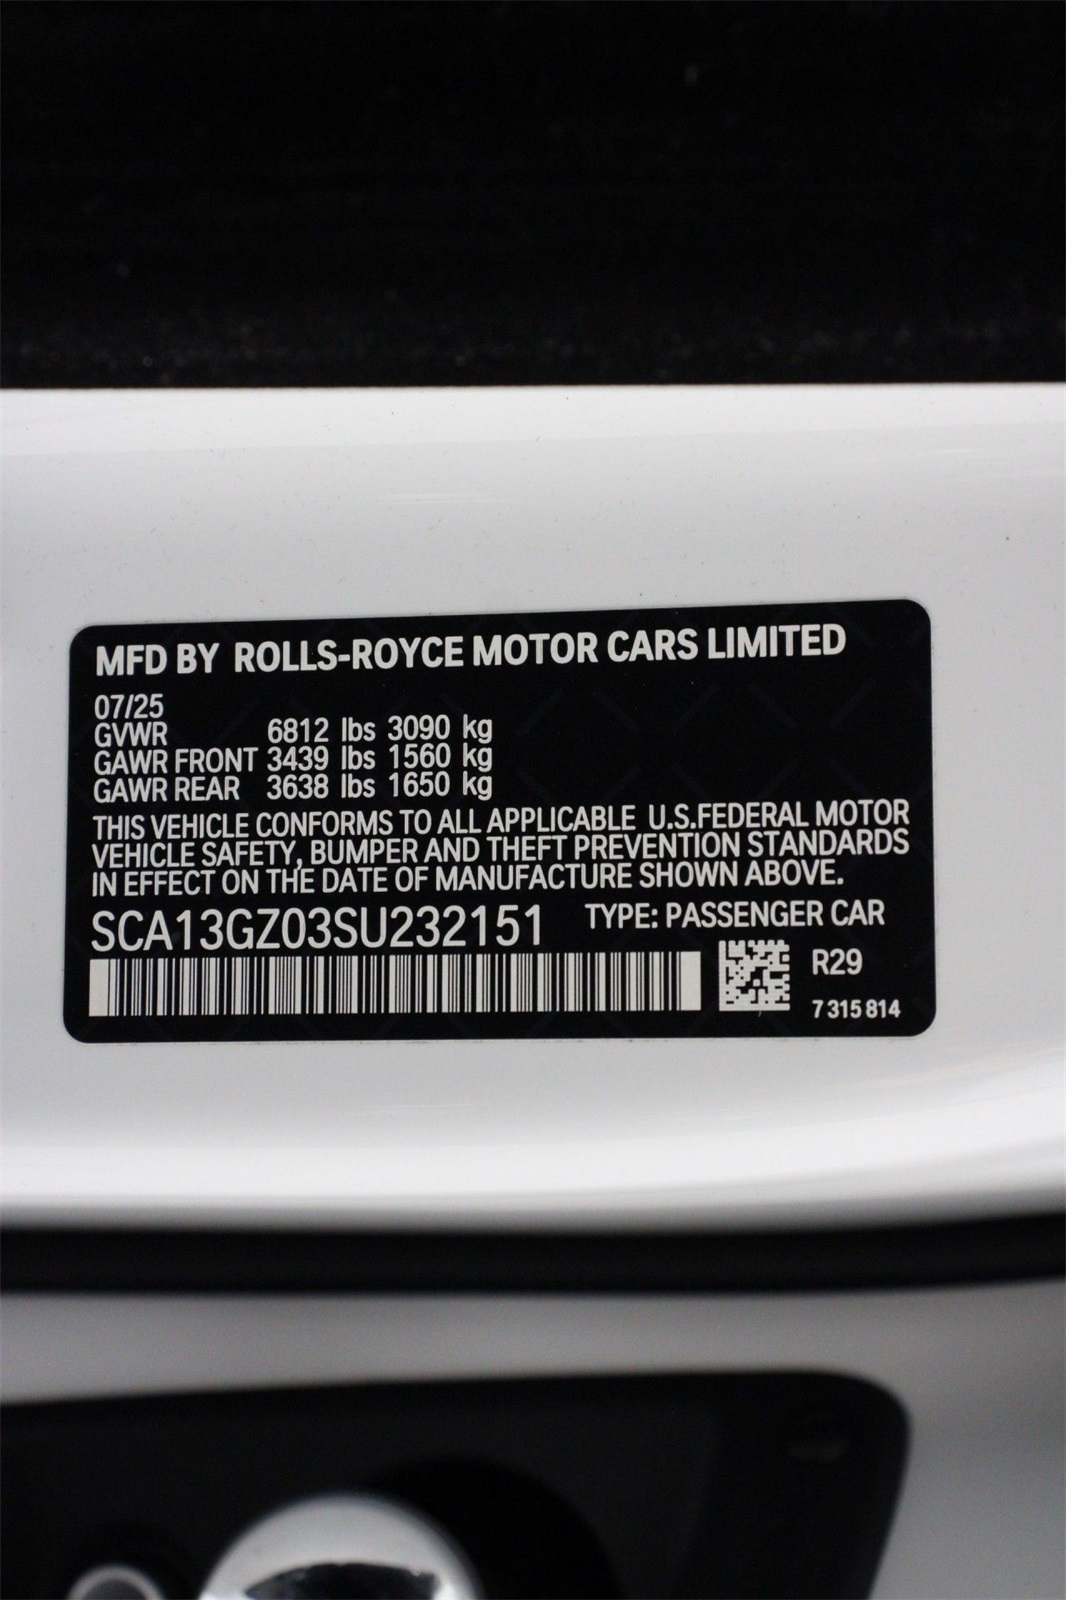 MFD BY ROLLS-ROYCE MOTOR CARS LIMITED
07/25
GVWR 6812 lbs 3090 kg
GAWR FRONT 3439 lbs 1560 kg
GAWR REAR 3638 lbs 1650 kg
THIS VEHICLE CONFORMS TO ALL APPLICABLE U.S.FEDERAL MOTOR
VEHICLE SAFETY, BUMPER AND THEFT PREVENTION STANDARDS
IN EFFECT ON THE DATE OF MANUFACTURE SHOWN ABOVE.
SCA13GZ03SU232151 TYPE: PASSENGER CAR
R29
7 315 814